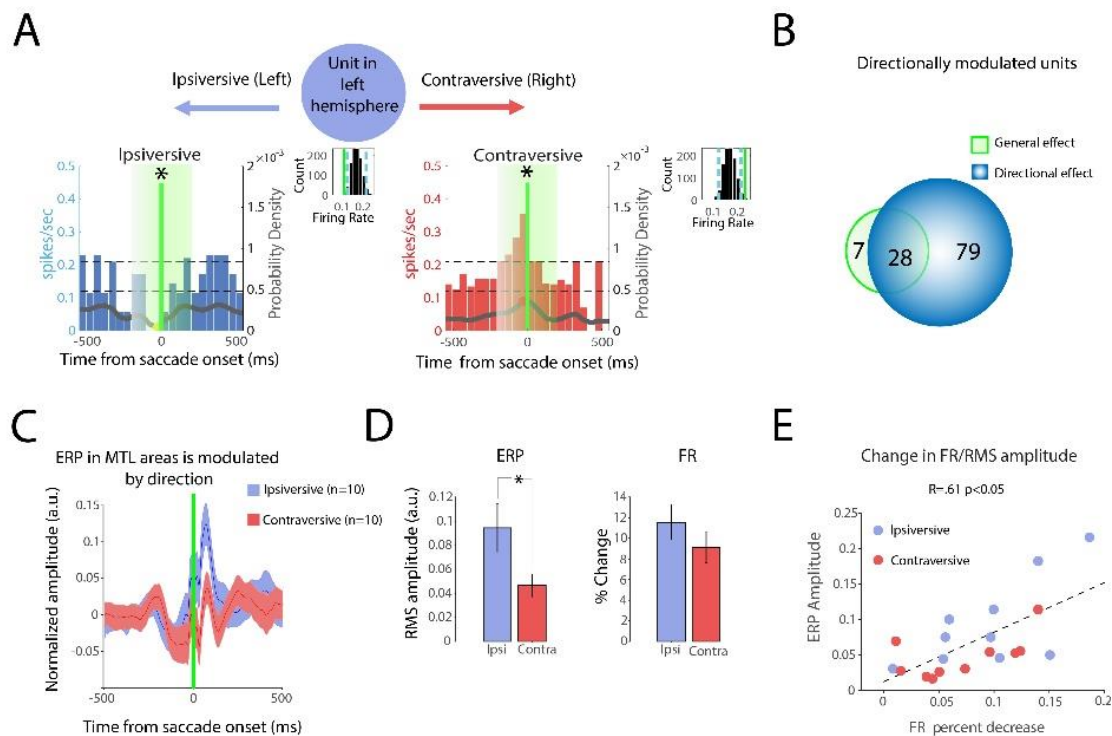 A
Unit in
left
hemisphere
Ipsiversive (Left)
Contraversive (Right)
Ipsiversive
*
spikes/sec
0.5
0.4
0.3
0.2
0.1
0
-500
0
500
Time from saccade onset (ms)
×10⁻³
2
1.5
1
0.5
0
Probability Density
Count
200
0
0.1
0.2
Firing Rate
Contraversive
*
spikes/sec
0.5
0.4
0.3
0.2
0.1
0
-500
0
500
Time from saccade onset (ms)
×10⁻³
2
1.5
1
0.5
0
Probability Density
Count
200
0
0.1
0.2
Firing Rate
B
Directionally modulated units
General effect
Directional effect
7
28
79
C
ERP in MTL areas is modulated
by direction
Ipsiversive (n=10)
Contraversive (n=10)
Normalized amplitude (a.u.)
0.15
0.1
0.05
0
-0.05
-500
0
500
Time from saccade onset (ms)
D
ERP
*
RMS amplitude (a.u.)
0.12
0.1
0.08
0.06
0.04
0.02
0
Ipsi
Contra
FR
% Change
14
12
10
8
6
4
2
0
Ipsi
Contra
E
Change in FR/RMS amplitude
R=.61 p<0.05
Ipsiversive
Contraversive
ERP Amplitude
0.25
0.2
0.15
0.1
0.05
0
0
0.05
0.1
0.15
0.2
FR percent decrease